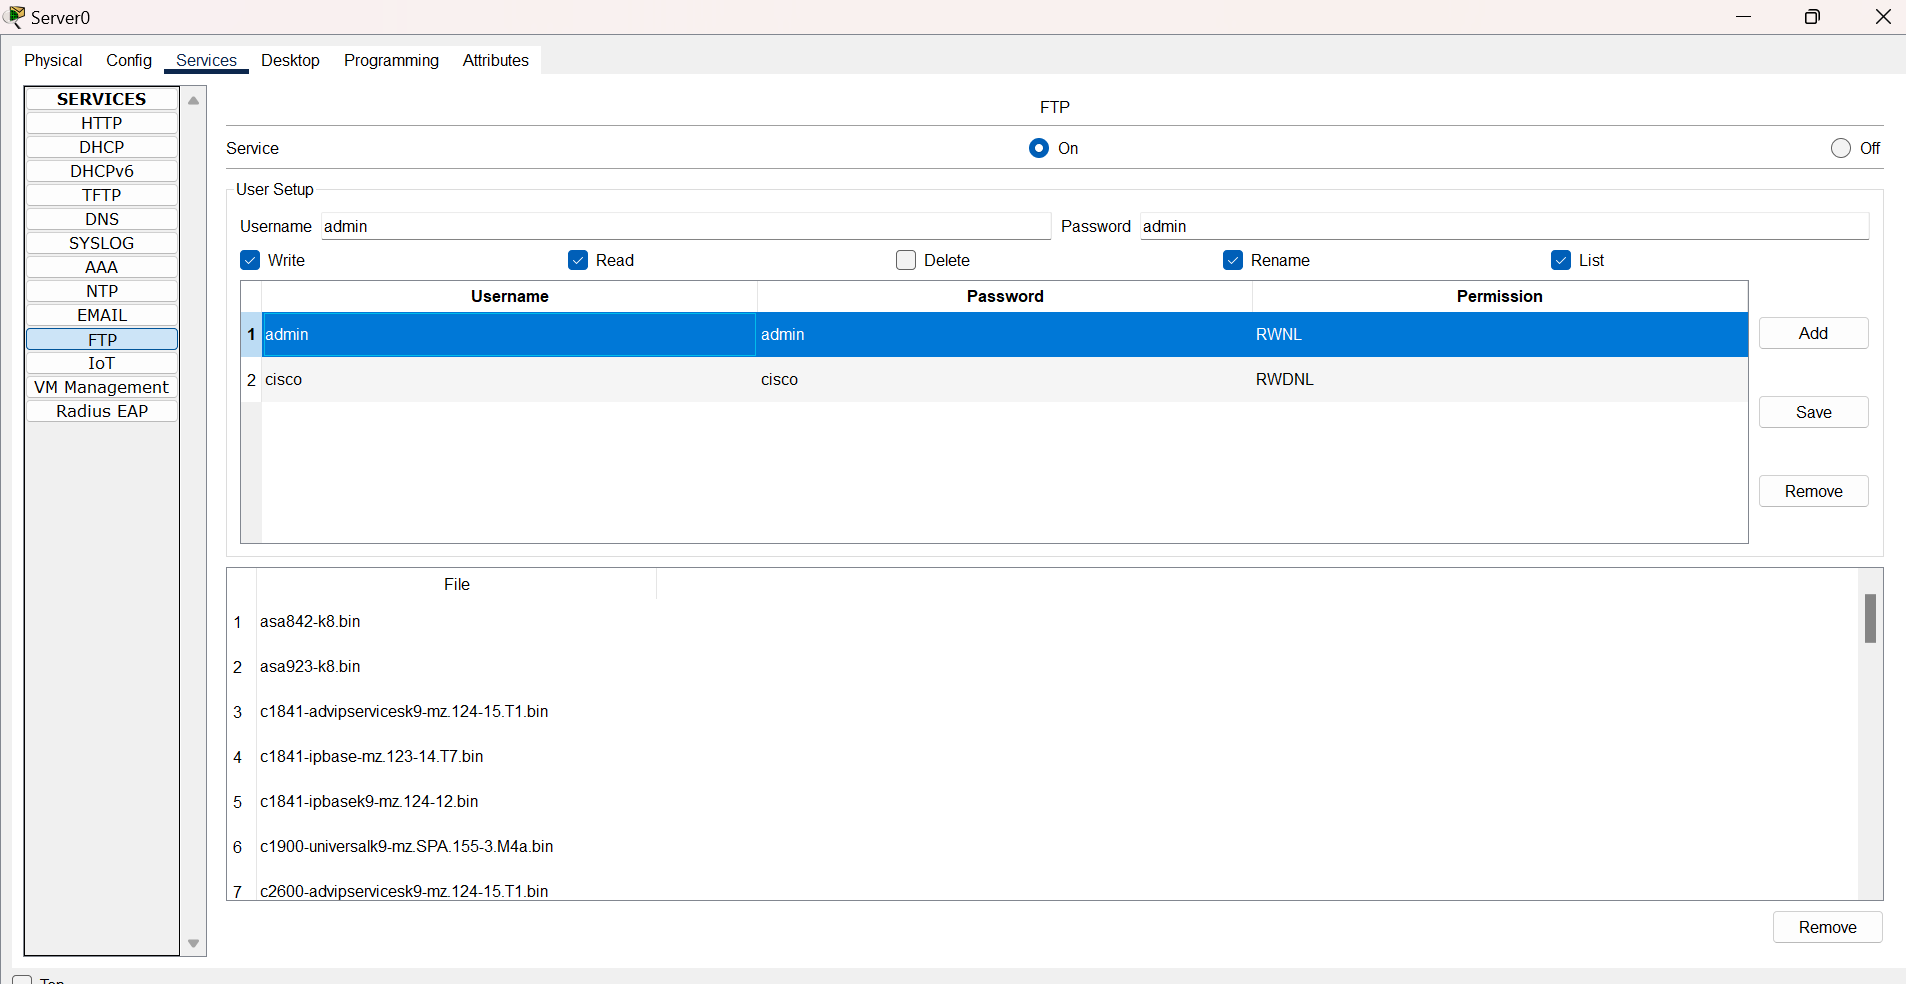 Server0
Physical Config Services Desktop Programming Attributes
SERVICES
HTTP
DHCP
DHCPv6
TFTP
DNS
SYSLOG
AAA
NTP
EMAIL
FTP
IoT
VM Management
Radius EAP
FTP
Service On Off
User Setup
Username admin Password admin
Write Read Delete Rename List
Username Password Permission
1 admin admin RWNL
2 cisco cisco RWDNL
Add
Save
Remove
File
1 asa842-k8.bin
2 asa923-k8.bin
3 c1841-advipservicesk9-mz.124-15.T1.bin
4 c1841-ipbase-mz.123-14.T7.bin
5 c1841-ipbasek9-mz.124-12.bin
6 c1900-universalk9-mz.SPA.155-3.M4a.bin
7 c2600-advipservicesk9-mz.124-15.T1.bin
Remove
Top